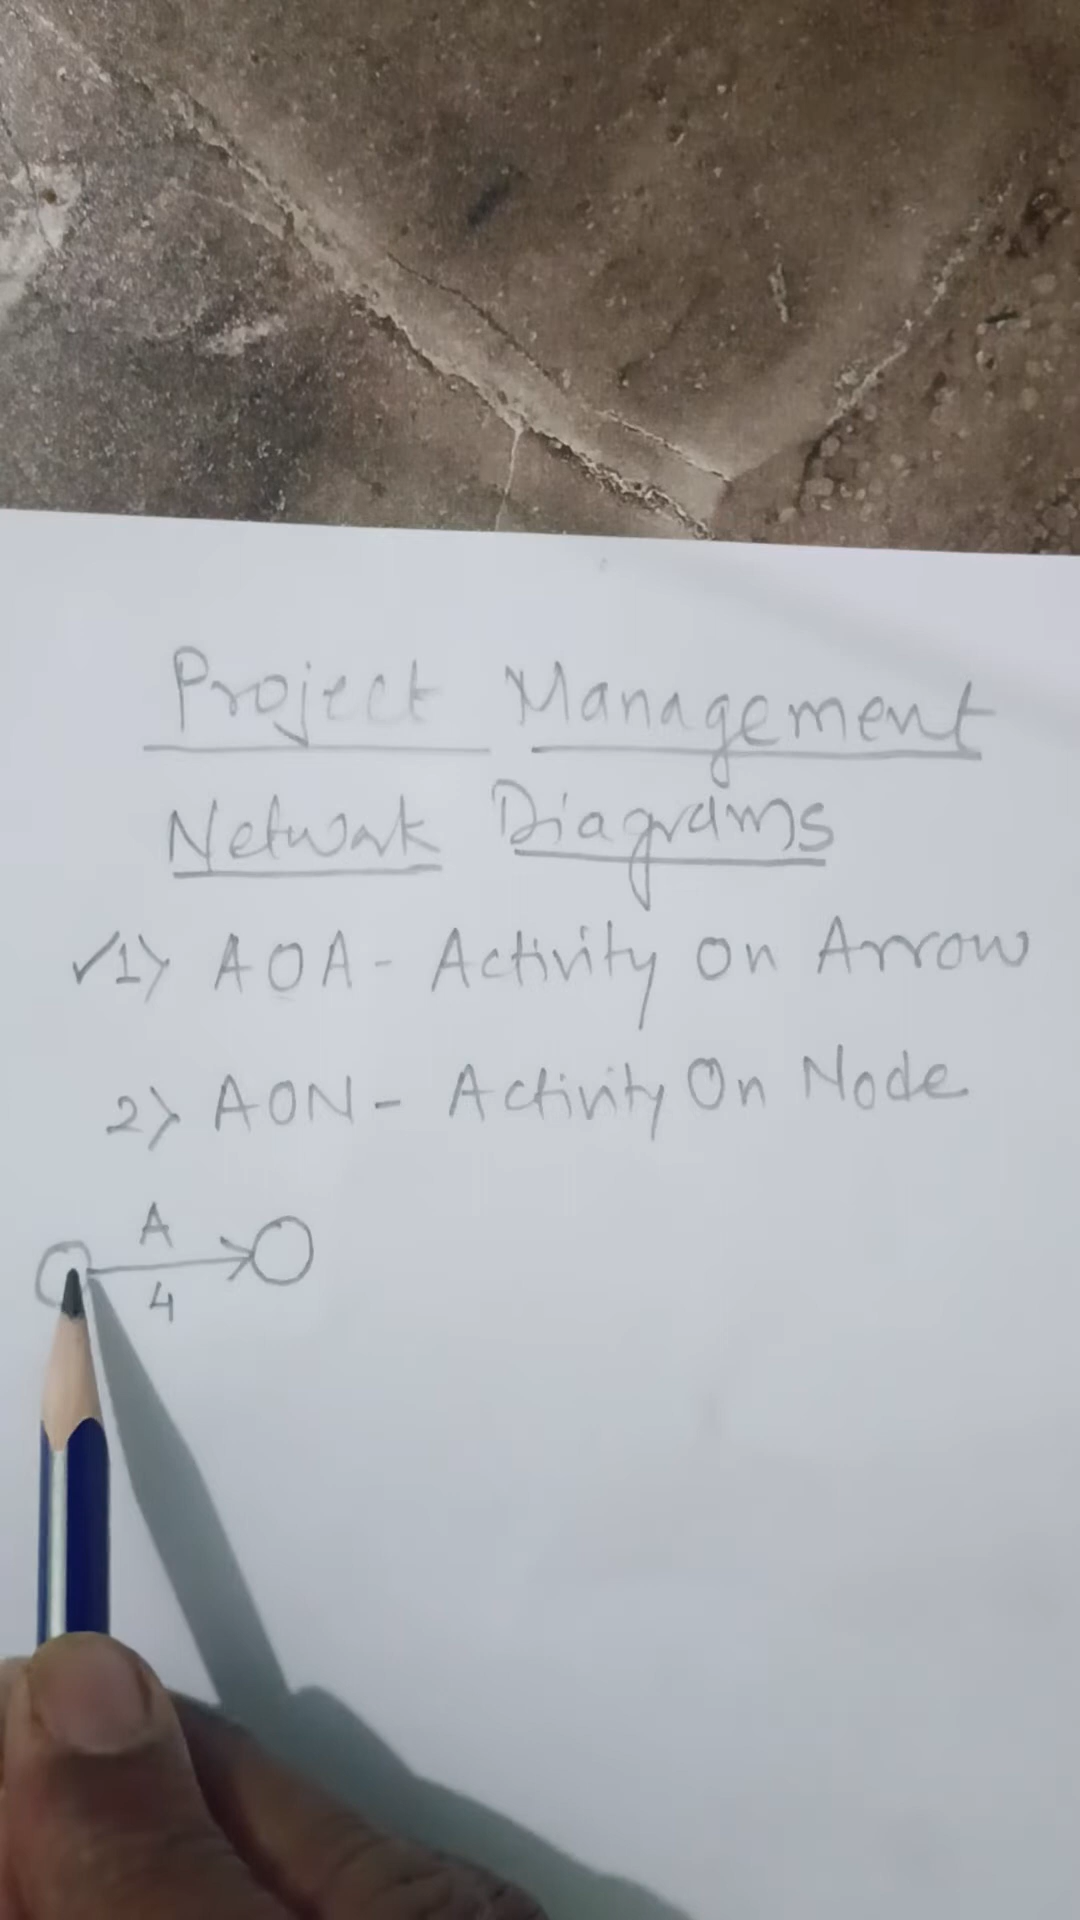 Project Management
Network Diagrams
✓1) AOA - Activity on Arrow
2) AON - Activity On Node
A
4